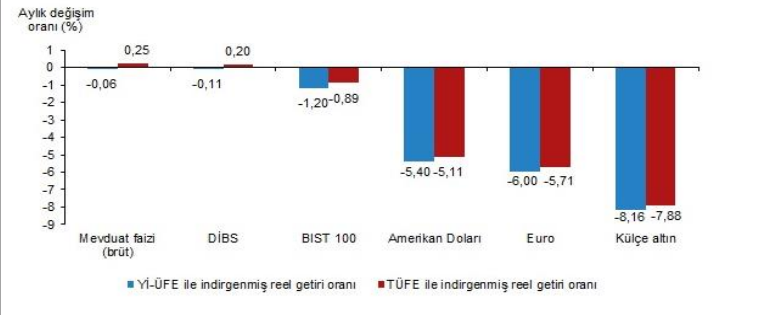 Aylık değişim
oranı (%)
1
0
-1
-2
-3
-4
-5
-6
-7
-8
-9
-0,06
0,25
-0,11
0,20
-1,20
-0,89
-5,40
-5,11
-6,00
-5,71
-8,16
-7,88
Mevduat faizi
(brüt)
DİBS
BIST 100
Amerikan Doları
Euro
Külçe altın
Yİ-ÜFE ile indirgenmiş reel getiri oranı
TÜFE ile indirgenmiş reel getiri oranı